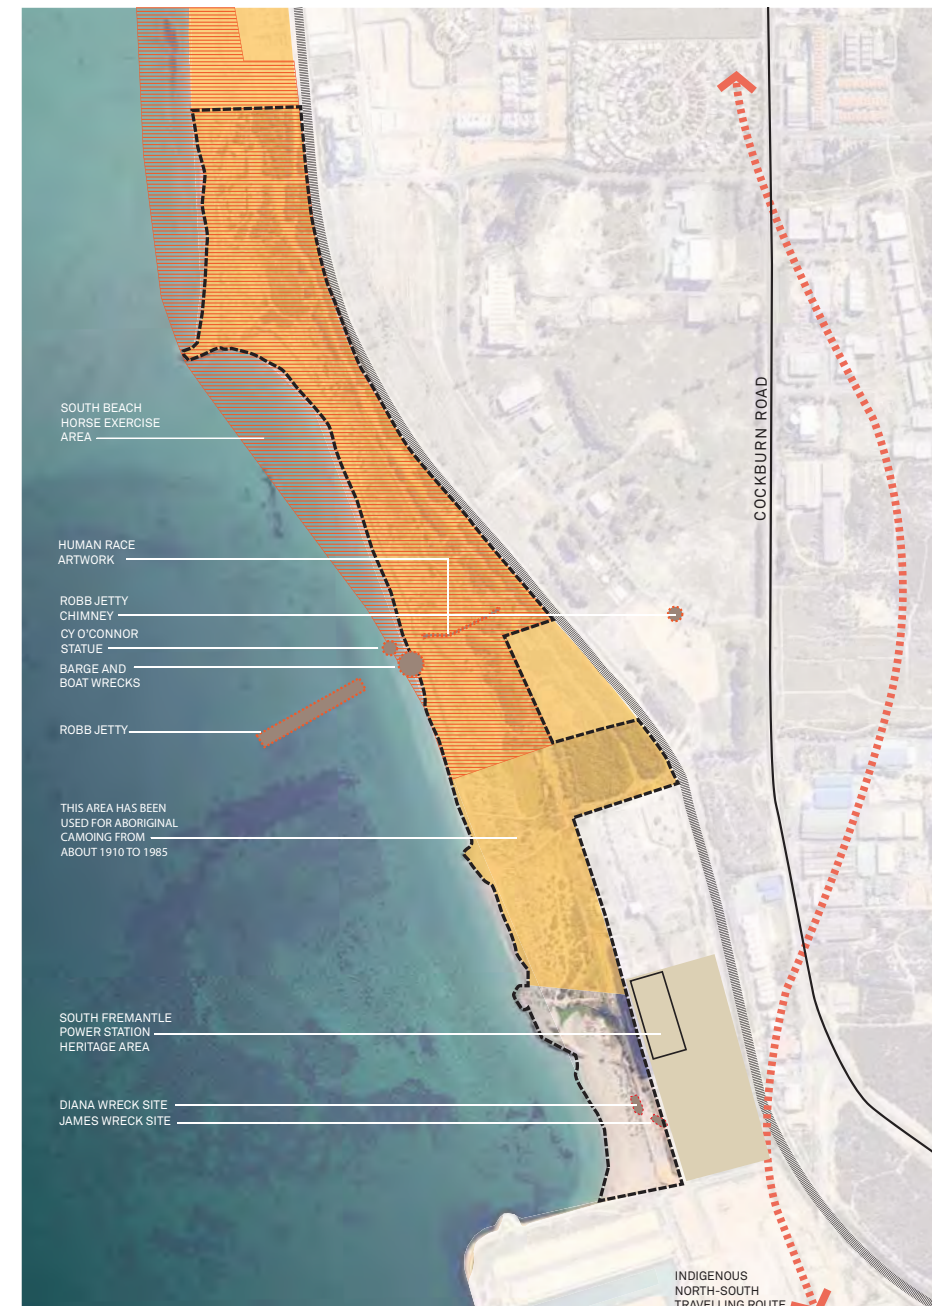 SOUTH BEACH
HORSE EXERCISE
AREA
COCKBURN ROAD
HUMAN RACE
ARTWORK
ROBB JETTY
CHIMNEY
CY O'CONNOR
STATUE
BARGE AND
BOAT WRECKS
ROBB JETTY
THIS AREA HAS BEEN
USED FOR ABORIGINAL
CAMOING FROM
ABOUT 1910 TO 1985
SOUTH FREMANTLE
POWER STATION
HERITAGE AREA
DIANA WRECK SITE
JAMES WRECK SITE
INDIGENOUS
NORTH-SOUTH
TRAVELLING ROUTE